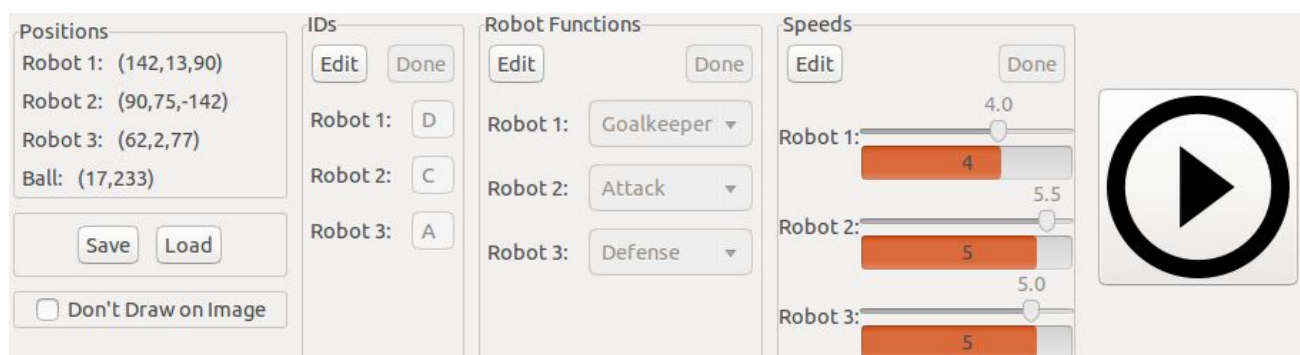 Positions
Robot 1: (142,13,90)
Robot 2: (90,75,-142)
Robot 3: (62,2,77)
Ball: (17,233)
Save Load
Don't Draw on Image
IDs
Edit Done
Robot 1: D
Robot 2: C
Robot 3: A
Robot Functions
Edit Done
Robot 1: Goalkeeper
Robot 2: Attack
Robot 3: Defense
Speeds
Edit Done
4.0
Robot 1:
4
5.5
Robot 2:
5
5.0
Robot 3:
5